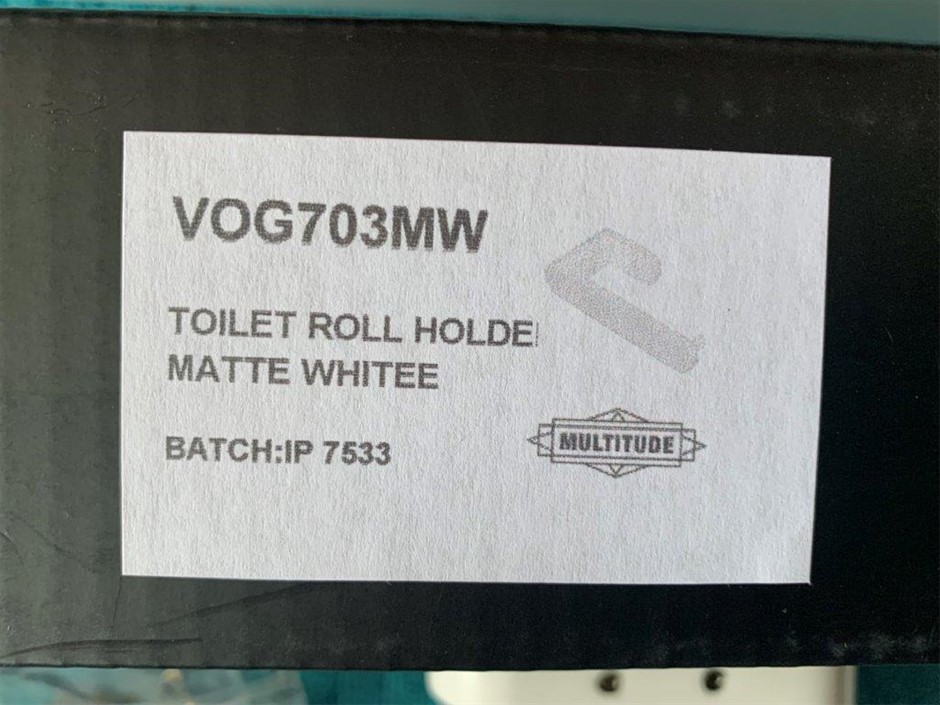 VOG703MW
TOILET ROLL HOLDE
MATTE WHITEE
BATCH:IP 7533
MULTITUDE